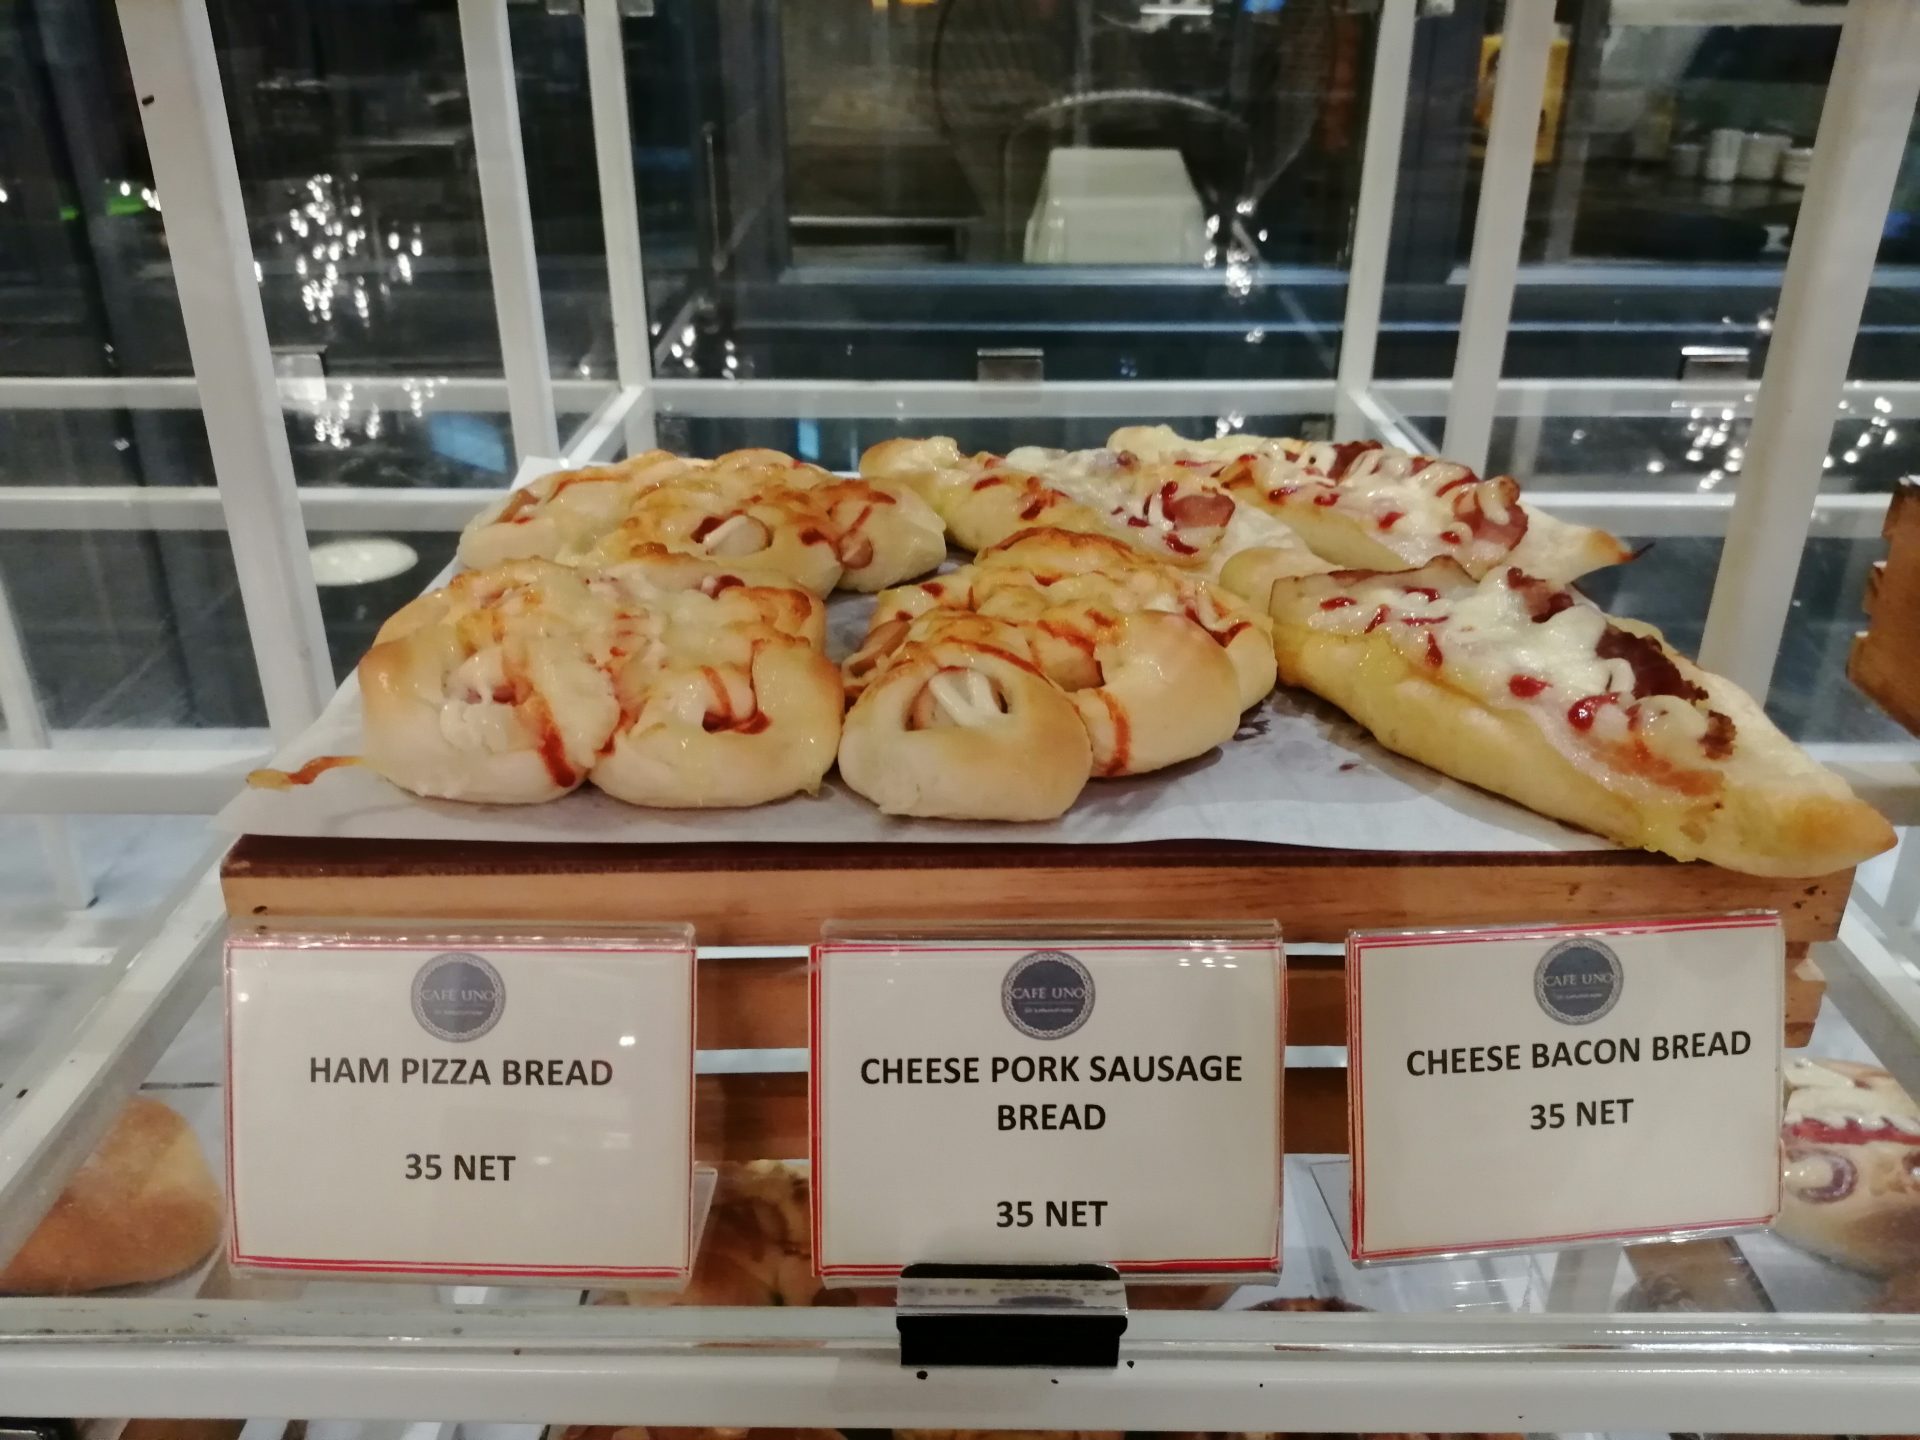 CAFÉ UNO
HAM PIZZA BREAD
35 NET
CAFÉ UNO
CHEESE PORK SAUSAGE
BREAD
35 NET
CAFÉ UNO
CHEESE BACON BREAD
35 NET